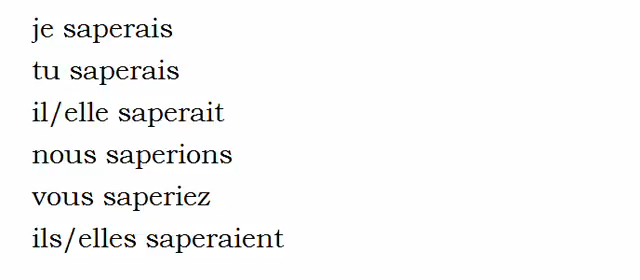 je saperais
tu saperais
il/elle saperait
nous saperions
vous saperiez
ils/elles saperaient